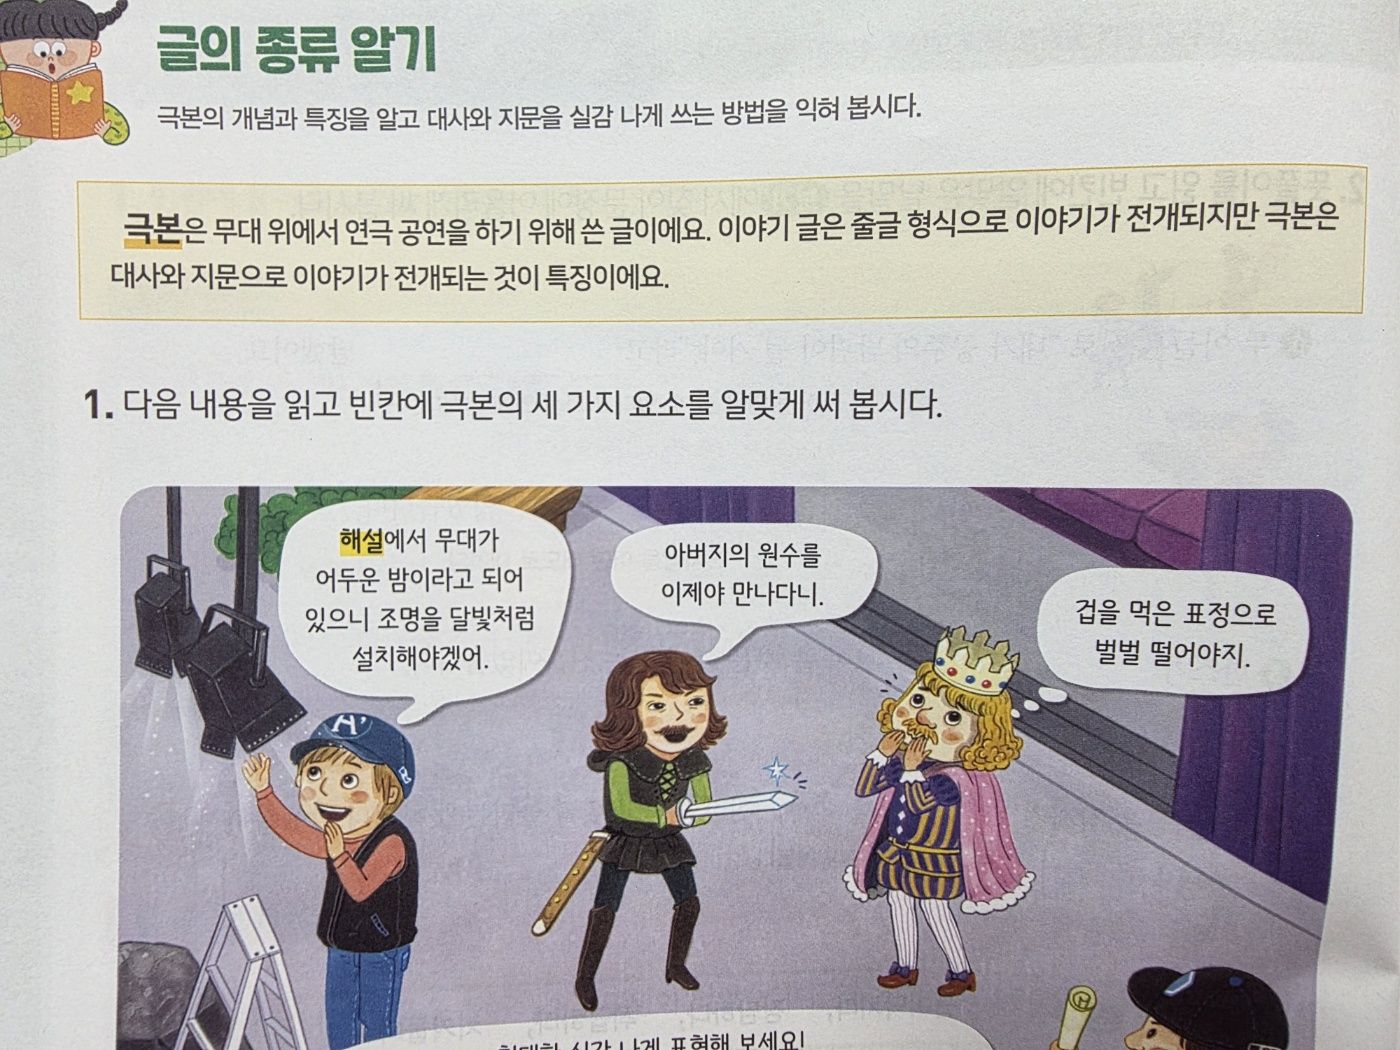 글의 종류 알기
극본의 개념과 특징을 알고 대사와 지문을 실감 나게 쓰는 방법을 익혀 봅시다.
극본은 무대 위에서 연극 공연을 하기 위해 쓴 글이에요. 이야기 글은 줄글 형식으로 이야기가 전개되지만 극본은
대사와 지문으로 이야기가 전개되는 것이 특징이에요.
1. 다음 내용을 읽고 빈칸에 극본의 세 가지 요소를 알맞게 써 봅시다.
해설에서 무대가
어두운 밤이라고 되어
있으니 조명을 달빛처럼
설치해야겠어.
아버지의 원수를
이제야 만나다니.
겁을 먹은 표정으로
벌벌 떨어야지.
H'
실감 나게 표현해 보세요!